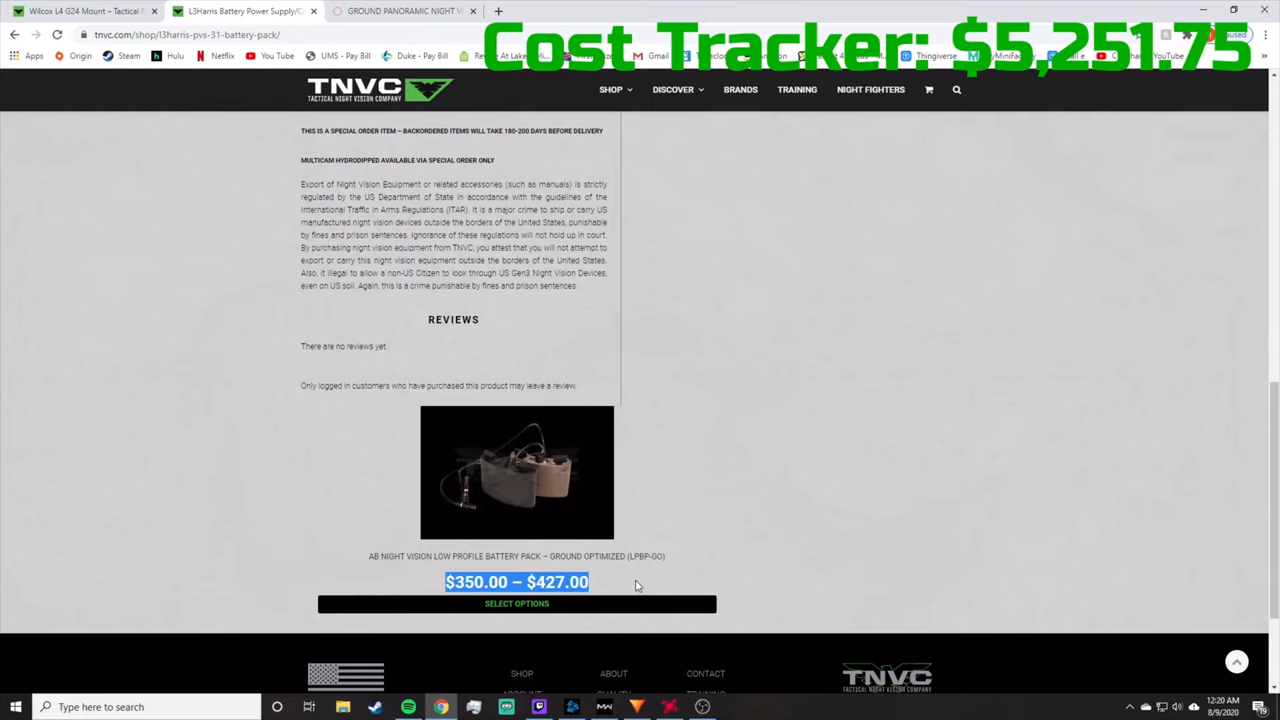 Wilcox L4 G24 Mount – Tactical
L3Harris Battery Power Supply/C
GROUND PANORAMIC NIGHT V
Cost Tracker: $5,251.75
tnvc.com/shop/l3harris-pvs-31-battery-pack/
Paused
Apps
Origin
Steam
Hulu
Netflix
You Tube
UMS - Pay Bill
Duke - Pay Bill
Gmail
Thingiverse
YouTube
TNVC
TACTICAL NIGHT VISION COMPANY
SHOP
DISCOVER
BRANDS
TRAINING
NIGHT FIGHTERS
THIS IS A SPECIAL ORDER ITEM – BACKORDERED ITEMS WILL TAKE 180-200 DAYS BEFORE DELIVERY
MULTICAM HYDRODIPPED AVAILABLE VIA SPECIAL ORDER ONLY
Export of Night Vision Equipment or related accessories (such as manuals) is strictly
regulated by the US Department of State in accordance with the guidelines of the
International Traffic in Arms Regulations (ITAR). It is a major crime to ship or carry US
manufactured night vision devices outside the borders of the United States, punishable
by fines and prison sentences. Ignorance of these regulations will not hold up in court.
By purchasing night vision equipment from TNVC, you attest that you will not attempt to
export or carry this night vision equipment outside the borders of the United States.
Also, it illegal to allow a non-US Citizen to look through US Gen3 Night Vision Devices,
even on US soil. Again, this is a crime punishable by fines and prison sentences.
REVIEWS
There are no reviews yet.
Only logged in customers who have purchased this product may leave a review.
AB NIGHT VISION LOW PROFILE BATTERY PACK – GROUND OPTIMIZED (LPBP-GO)
$350.00 – $427.00
SELECT OPTIONS
SHOP
ABOUT
CONTACT
ACCOUNT
QUALITY
TRAINING
TNVC
TACTICAL NIGHT VISION COMPANY
Type here to search
12:20 AM
8/9/2020
19